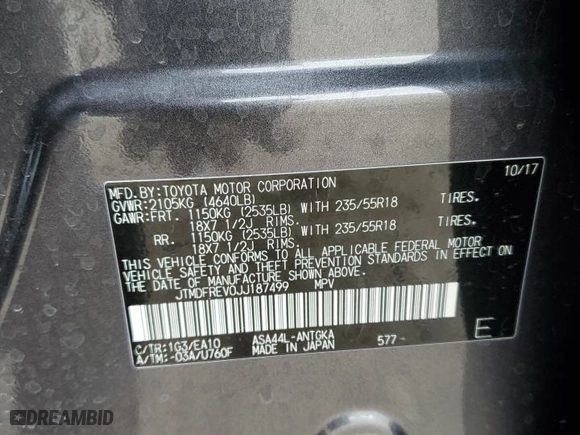 10/17
MFD.BY:TOYOTA MOTOR CORPORATION
GVWR:2105KG (4640LB)
GAWR:FRT. 1150KG (2535LB) WITH 235/55R18 TIRES.
18X7 1/2J RIMS.
RR. 1150KG (2535LB) WITH 235/55R18 TIRES.
18X7 1/2J RIMS.
THIS VEHICLE CONFORMS TO ALL APPLICABLE FEDERAL MOTOR
VEHICLE SAFETY AND THEFT PREVENTION STANDARDS IN EFFECT ON
THE DATE OF MANUFACTURE SHOWN ABOVE.
JTMDFREV0JJ187499 MPV
C/TR:1G3/EA10 ASA44L-ANTGKA
A/TM:-03A/U760F MADE IN JAPAN 577 E
DREAMBID